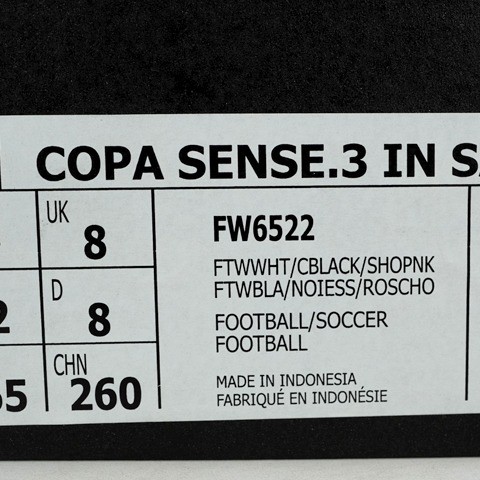 COPA SENSE.3 IN
UK
8
D
8
CHN
260
FW6522
FTWWHT/CBLACK/SHOPNK
FTWBLA/NOIESS/ROSCHO
FOOTBALL/SOCCER
FOOTBALL
MADE IN INDONESIA
FABRIQUÉ EN INDONÉSIE